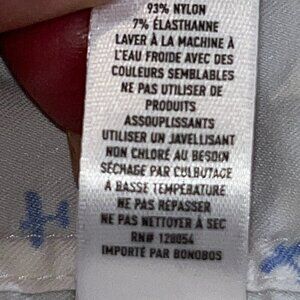 93% NYLON
7% ÉLASTHANNE
LAVER À LA MACHINE À
L'EAU FROIDE AVEC DES
COULEURS SEMBLABLES
NE PAS UTILISER DE
PRODUITS
ASSOUPLISSANTS
UTILISER UN JAVELLISANT
NON CHLORÉ AU BESOIN
SÉCHAGE PAR CULBUTAGE
À BASSE TEMPÉRATURE
NE PAS REPASSER
NE PAS NETTOYER À SEC
RN# 128054
IMPORTÉ PAR BONOBOS